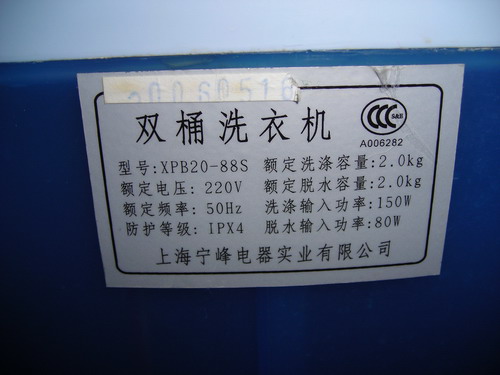 20060518
双桶洗衣机
CCC S&E
A006282
型号:XPB20-88S 额定洗涤容量:2.0kg
额定电压: 220V 额定脱水容量:2.0kg
额定频率: 50Hz 洗涤输入功率:150W
防护等级: IPX4 脱水输入功率:80W
上海宁峰电器实业有限公司